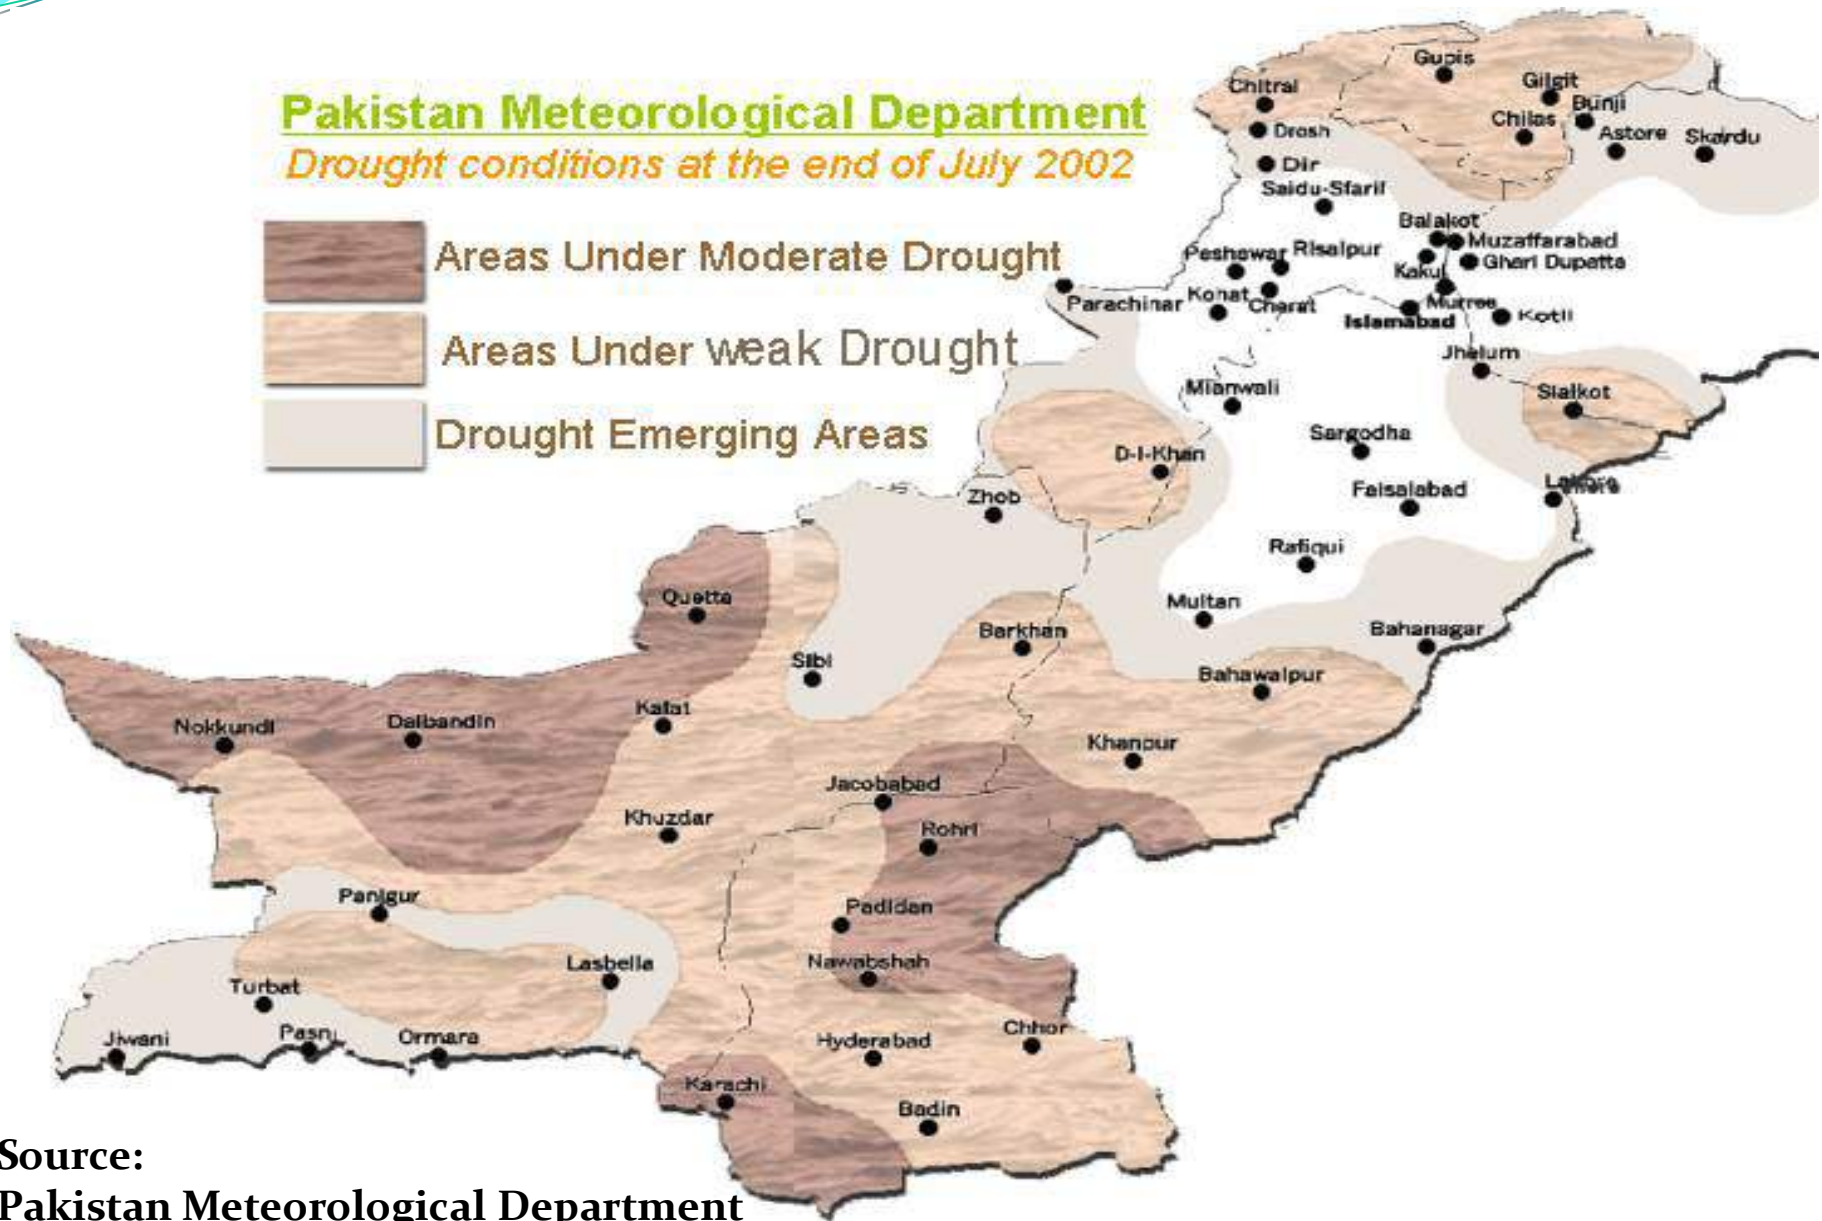 Pakistan Meteorological Department
Drought conditions at the end of July 2002
Areas Under Moderate Drought
Areas Under weak Drought
Drought Emerging Areas
Gupis
Chitral
Gilgit
Bunji
Chilas
Drosh
Astore
Skardu
Dir
Saidu-Sfarif
Balakot
Muzaffarabad
Peshawar
Risalpur
Ghari Dupatta
Kakul
Parachinar
Kohat
Cherat
Murree
Islamabad
Kotli
Jhelum
Mianwali
Sialkot
Sargodha
D-I-Khan
Zhob
Faisalabad
Lahore
Rafiqui
Quetta
Multan
Barkhan
Bahanagar
Sibi
Bahawalpur
Kalat
Nokkundi
Dalbandin
Khanpur
Jacobabad
Khuzdar
Rohri
Panjgur
Padidan
Lasbella
Nawabshah
Turbat
Jiwani
Pasni
Ormara
Chhor
Hyderabad
Karachi
Badin
Source:
Pakistan Meteorological Department